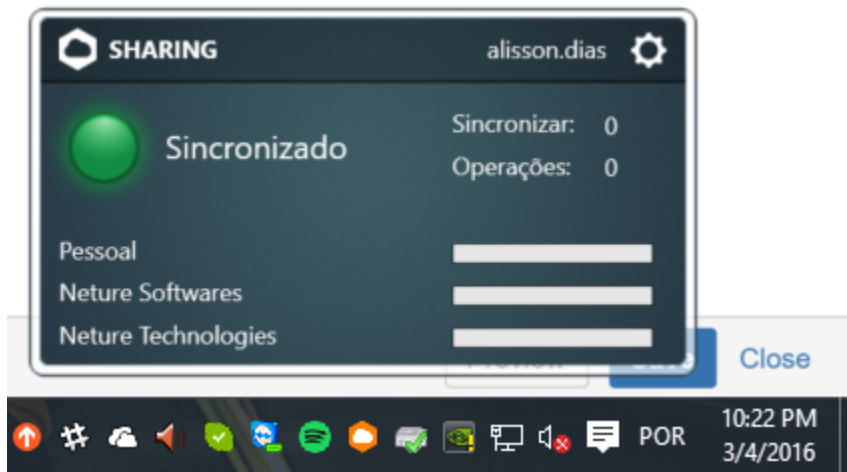 SHARING
alisson.dias
Sincronizado
Sincronizar: 0
Operações: 0
Pessoal
Neture Softwares
Neture Technologies
Close
POR
10:22 PM
3/4/2016